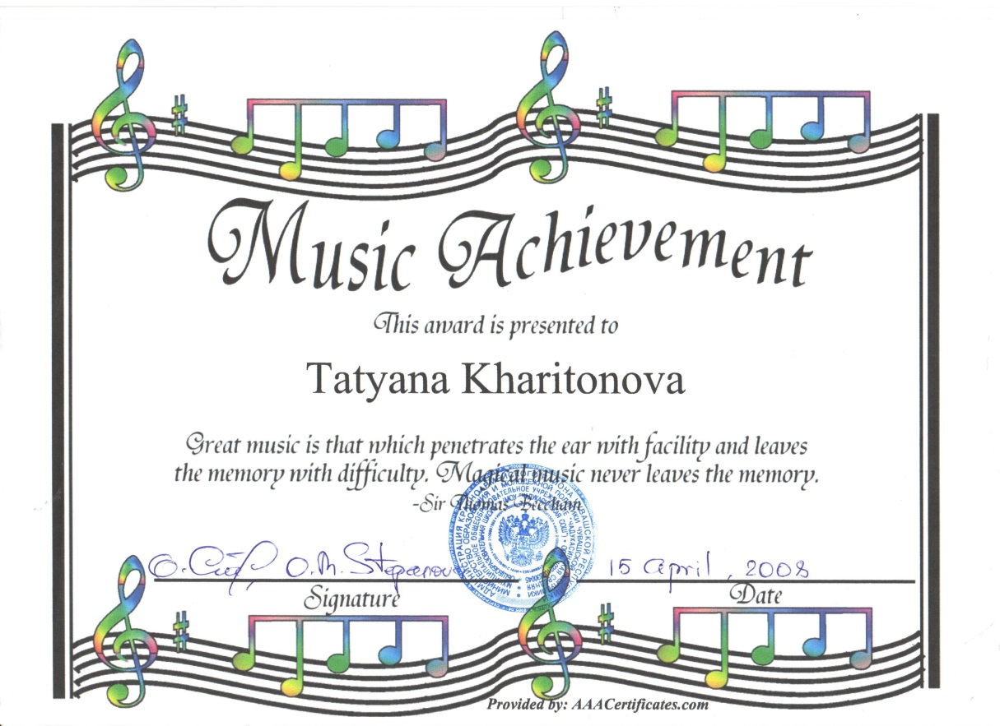 Music Achievement
This award is presented to
Tatyana Kharitonova
Great music is that which penetrates the ear with facility and leaves
the memory with difficulty. Magical music never leaves the memory.
-Sir Thomas Beecham
O. M. Stepanova 15 april, 2008
Signature Date
Provided by: AAACertificates.com